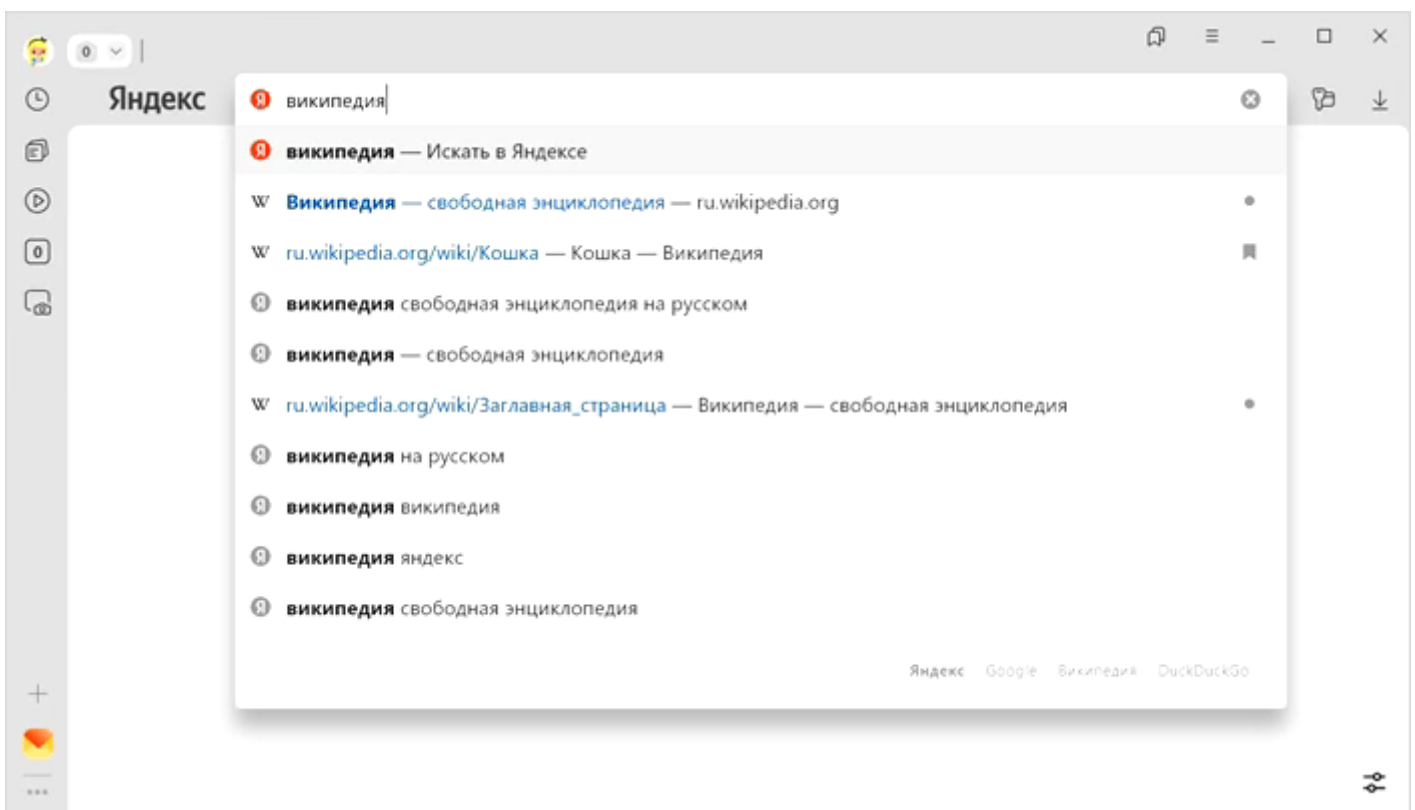 0
Яндекс
википедия
википедия — Искать в Яндексе
Википедия — свободная энциклопедия — ru.wikipedia.org
ru.wikipedia.org/wiki/Кошка — Кошка — Википедия
википедия свободная энциклопедия на русском
википедия — свободная энциклопедия
ru.wikipedia.org/wiki/Заглавная_страница — Википедия — свободная энциклопедия
википедия на русском
википедия википедия
википедия яндекс
википедия свободная энциклопедия
Яндекс Google Википедия DuckDuckGo
0